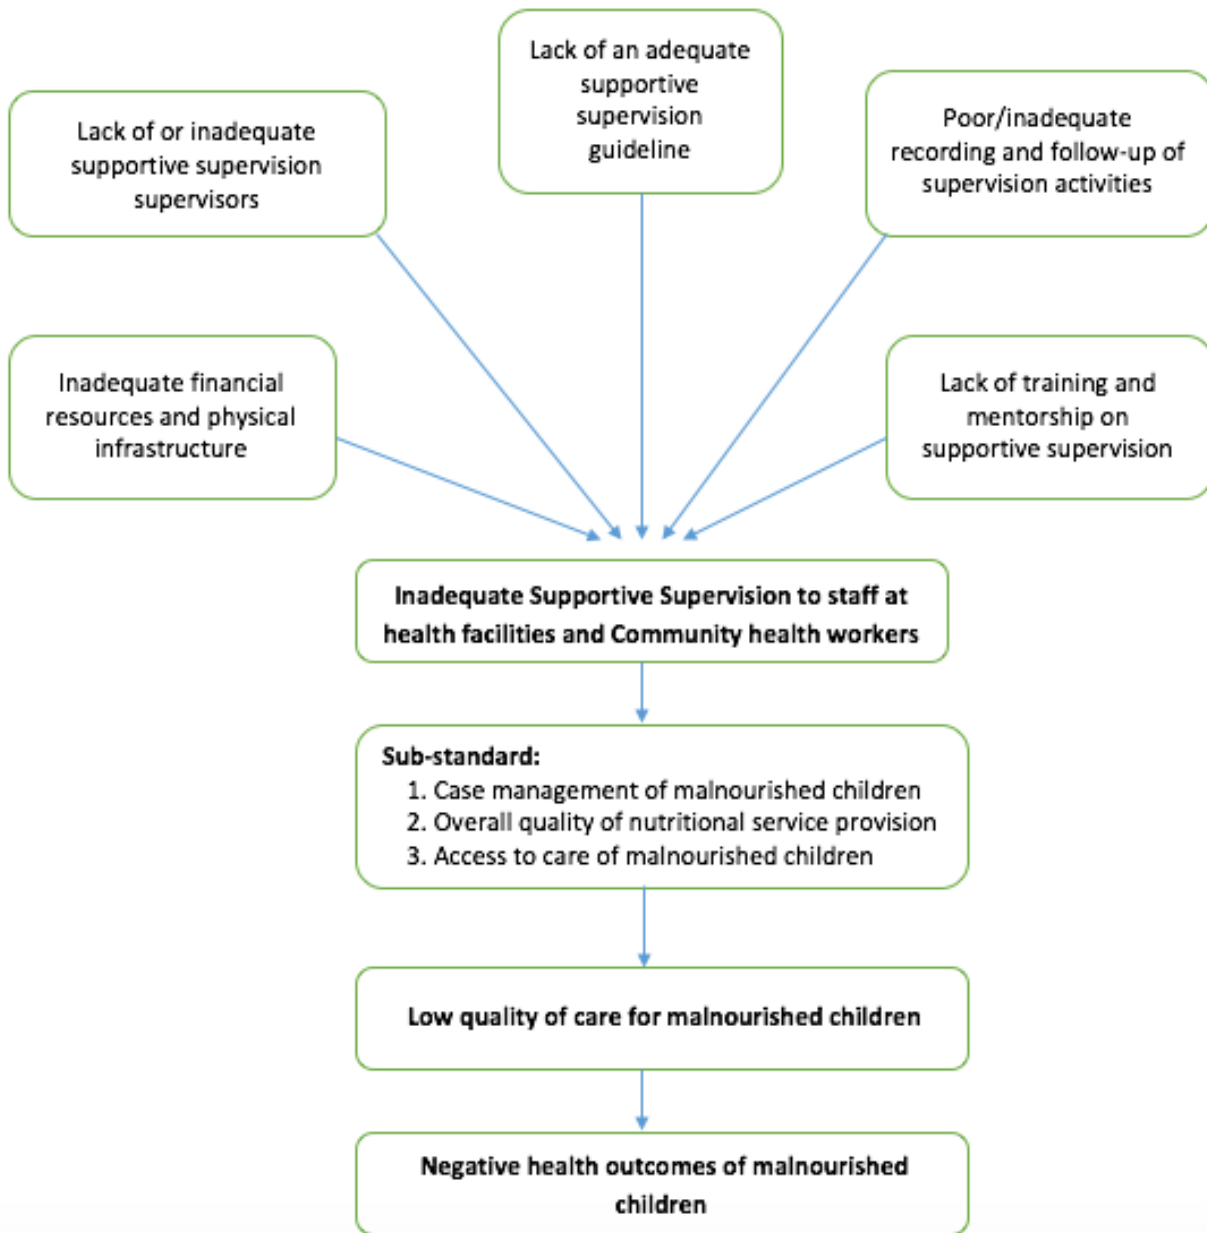 Lack of an adequate
supportive
supervision
guideline
Lack of or inadequate
supportive supervision
supervisors
Poor/inadequate
recording and follow-up of
supervision activities
Inadequate financial
resources and physical
infrastructure
Lack of training and
mentorship on
supportive supervision
Inadequate Supportive Supervision to staff at
health facilities and Community health workers
Sub-standard:
1. Case management of malnourished children
2. Overall quality of nutritional service provision
3. Access to care of malnourished children
Low quality of care for malnourished children
Negative health outcomes of malnourished
children